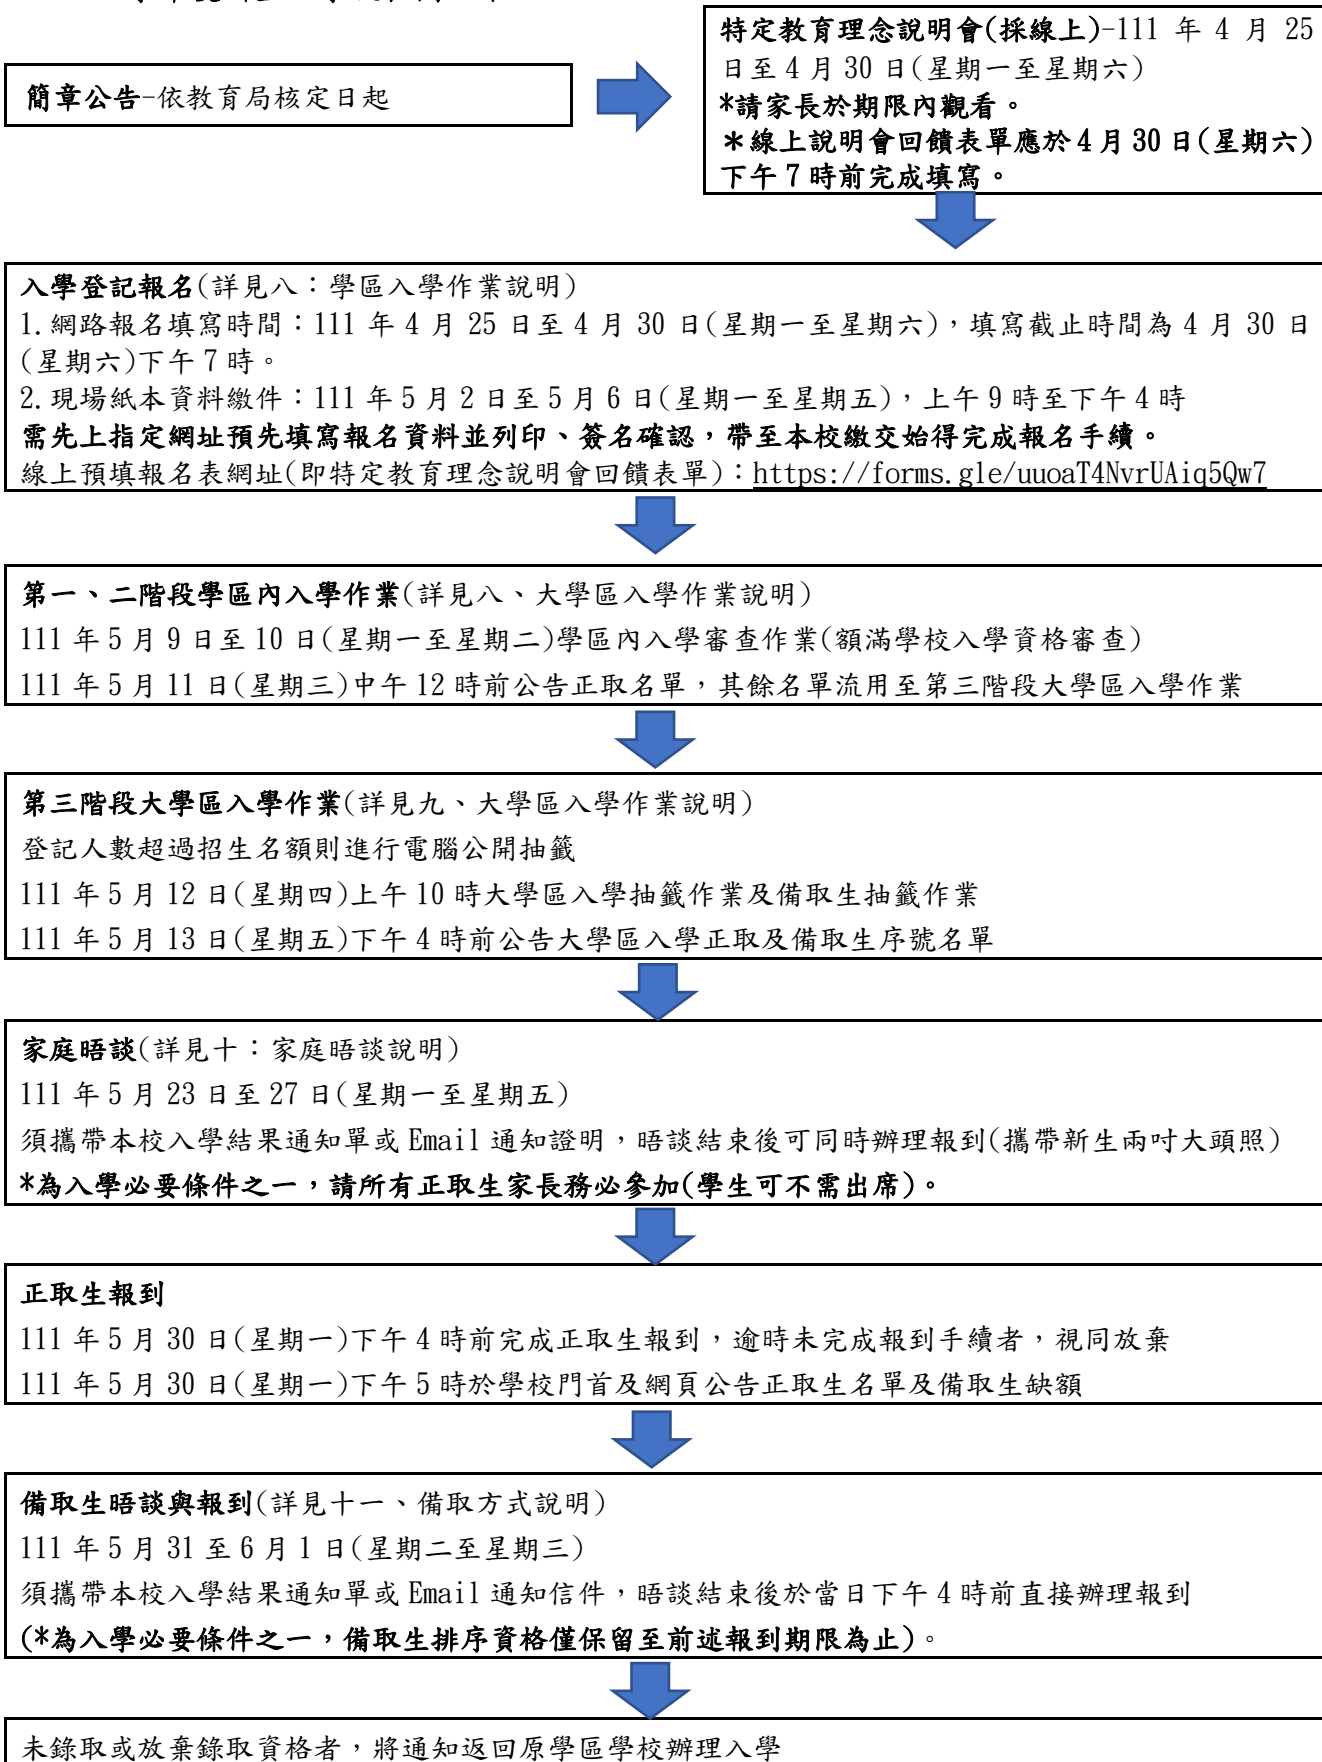 簡章公告-依教育局核定日起
特定教育理念說明會(採線上)-111 年 4 月 25
日至 4 月 30 日(星期一至星期六)
*請家長於期限內觀看。
＊線上說明會回饋表單應於 4 月 30 日(星期六)
下午 7 時前完成填寫。
入學登記報名(詳見八：學區入學作業說明)
1.網路報名填寫時間：111 年 4 月 25 日至 4 月 30 日(星期一至星期六)，填寫截止時間為 4 月 30 日
(星期六)下午 7 時。
2.現場紙本資料繳件：111 年 5 月 2 日至 5 月 6 日(星期一至星期五)，上午 9 時至下午 4 時
需先上指定網址預先填寫報名資料並列印、簽名確認，帶至本校繳交始得完成報名手續。
線上預填報名表網址(即特定教育理念說明會回饋表單)：https://forms.gle/uuoaT4NvrUAiq5Qw7
第一、二階段學區內入學作業(詳見八、大學區入學作業說明)
111 年 5 月 9 日至 10 日(星期一至星期二)學區內入學審查作業(額滿學校入學資格審查)
111 年 5 月 11 日(星期三)中午 12 時前公告正取名單，其餘名單流用至第三階段大學區入學作業
第三階段大學區入學作業(詳見九、大學區入學作業說明)
登記人數超過招生名額則進行電腦公開抽籤
111 年 5 月 12 日(星期四)上午 10 時大學區入學抽籤作業及備取生抽籤作業
111 年 5 月 13 日(星期五)下午 4 時前公告大學區入學正取及備取生序號名單
家庭晤談(詳見十：家庭晤談說明)
111 年 5 月 23 日至 27 日(星期一至星期五)
須攜帶本校入學結果通知單或 Email 通知證明，晤談結束後可同時辦理報到(攜帶新生兩吋大頭照)
*為入學必要條件之一，請所有正取生家長務必參加(學生可不需出席)。
正取生報到
111 年 5 月 30 日(星期一)下午 4 時前完成正取生報到，逾時未完成報到手續者，視同放棄
111 年 5 月 30 日(星期一)下午 5 時於學校門首及網頁公告正取生名單及備取生缺額
備取生晤談與報到(詳見十一、備取方式說明)
111 年 5 月 31 至 6 月 1 日(星期二至星期三)
須攜帶本校入學結果通知單或 Email 通知信件，晤談結束後於當日下午 4 時前直接辦理報到
(*為入學必要條件之一，備取生排序資格僅保留至前述報到期限為止)。
未錄取或放棄錄取資格者，將通知返回原學區學校辦理入學